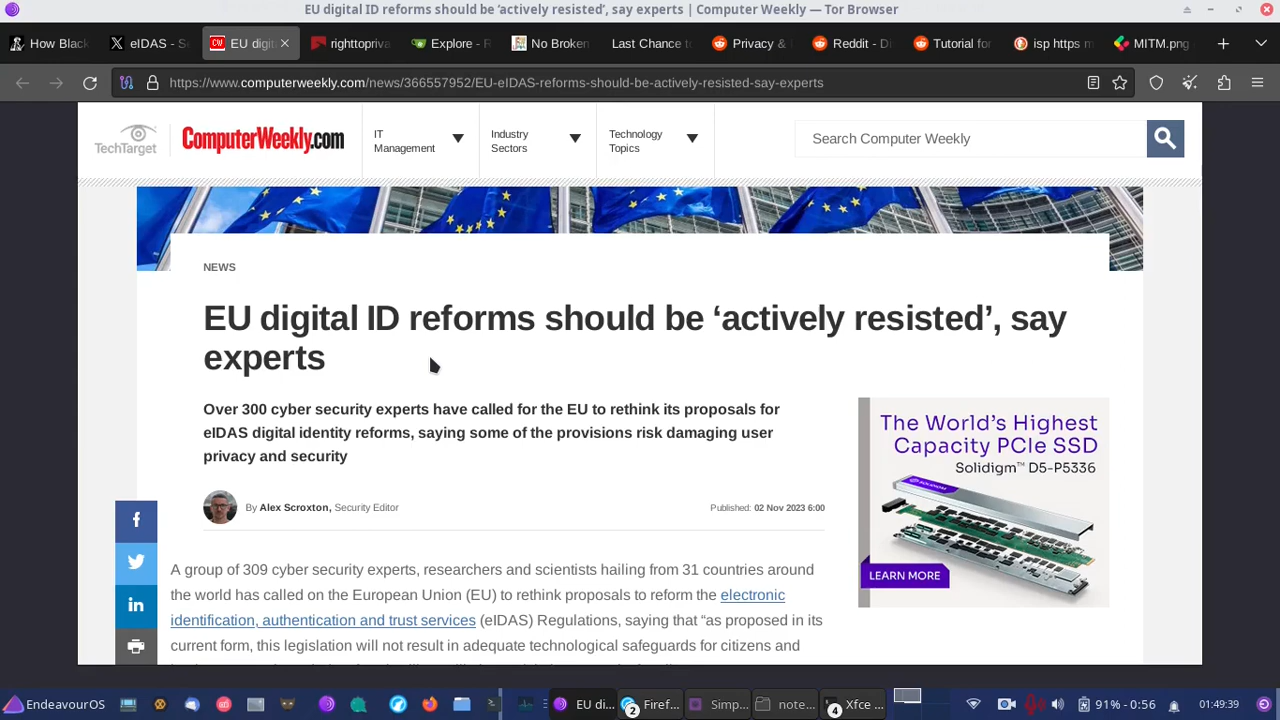 EU digital ID reforms should be ‘actively resisted’, say experts | Computer Weekly — Tor Browser
How Black
eIDAS - S
CW EU digit
righttopriva
Explore - R
No Broken
Last Chance to
Privacy &
Reddit - D
Tutorial for
isp https m
MITM.png
https://www.computerweekly.com/news/366557952/EU-eIDAS-reforms-should-be-actively-resisted-say-experts
TechTarget
ComputerWeekly.com
IT Management
Industry Sectors
Technology Topics
Search Computer Weekly
NEWS
EU digital ID reforms should be ‘actively resisted’, say
experts
Over 300 cyber security experts have called for the EU to rethink its proposals for
eIDAS digital identity reforms, saying some of the provisions risk damaging user
privacy and security
By Alex Scroxton, Security Editor
Published: 02 Nov 2023 6:00
A group of 309 cyber security experts, researchers and scientists hailing from 31 countries around
the world has called on the European Union (EU) to rethink proposals to reform the electronic
identification, authentication and trust services (eIDAS) Regulations, saying that “as proposed in its
current form, this legislation will not result in adequate technological safeguards for citizens and
The World's Highest
Capacity PCIe SSD
Solidigm™ D5-P5336
SOLIDIGM
LEARN MORE
EndeavourOS
EU di...
2 Firef...
Simp...
note...
4 Xfce ...
91% - 0:56
01:49:39